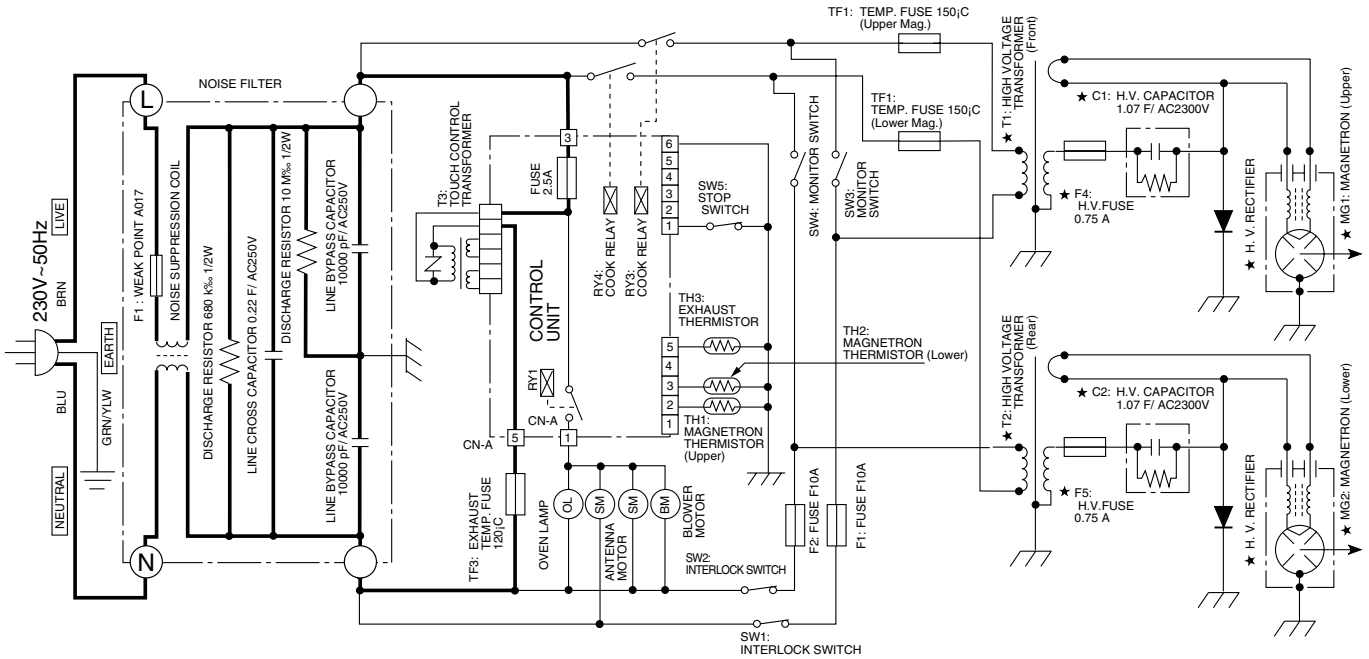 TF1: TEMP. FUSE 150¡C
(Upper Mag.)
NOISE FILTER
L
230V~50Hz
BRN
LIVE
F1 : WEAK POINT A017
NOISE SUPPRESSION COIL
DISCHARGE RESISTOR 680 k‰ 1/2W
LINE CROSS CAPACITOR 0.22 F/ AC250V
DISCHARGE RESISTOR 10 M‰ 1/2W
LINE BYPASS CAPACITOR
10000 pF/ AC250V
EARTH
BLU
GRN/YLW
NEUTRAL
LINE BYPASS CAPACITOR
10000 pF/ AC250V
N
T3: TOUCH CONTROL
TRANSFORMER
3
FUSE
2.5A
CONTROL
UNIT
RY1
CN-A
CN-A
5
1
RY4:
COOK RELAY
RY3:
COOK RELAY
6
5
4
3
2
1
SW5:
STOP
SWITCH
TH3:
EXHAUST
THERMISTOR
5
4
3
2
1
TH2:
MAGNETRON
THERMISTOR (Lower)
TH1:
MAGNETRON
THERMISTOR
(Upper)
TF3: EXHAUST
TEMP. FUSE
120¡C
OVEN LAMP
OL
SM
SM
BM
ANTENNA
MOTOR
BLOWER
MOTOR
SW2:
INTERLOCK SWITCH
SW1:
INTERLOCK SWITCH
F2: FUSE F10A
F1: FUSE F10A
SW4: MONITOR SWITCH
SW3:
MONITOR
SWITCH
TF1:
TEMP. FUSE 150¡C
(Lower Mag.)
★ T1: HIGH VOLTAGE
TRANSFORMER
(Front)
★ C1: H.V. CAPACITOR
1.07 F/ AC2300V
★ F4:
H.V.FUSE
0.75 A
★ H. V. RECTIFIER
★ MG1: MAGNETRON (Upper)
★ T2: HIGH VOLTAGE
TRANSFORMER
(Rear)
★ C2: H.V. CAPACITOR
1.07 F/ AC2300V
★ F5:
H.V.FUSE
0.75 A
★ H. V. RECTIFIER
★ MG2: MAGNETRON (Lower)